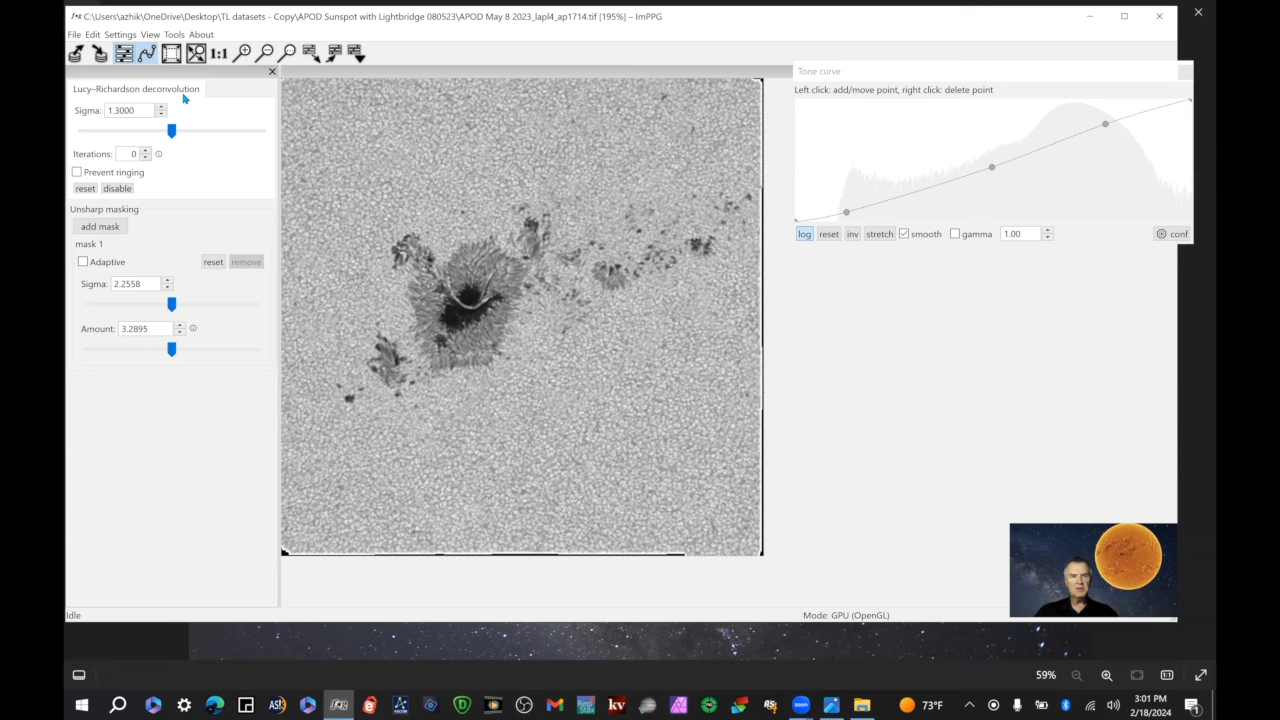 C:\Users\azhik\OneDrive\Desktop\TL datasets - Copy\APOD Sunspot with Lightbridge 080523\APOD May 8 2023_lapl4_ap1714.tif [195%] – ImPPG
File Edit Settings View Tools About
1:1
Lucy–Richardson deconvolution
Sigma: 1.3000
Iterations: 0
Prevent ringing
reset disable
Unsharp masking
add mask
mask 1
Adaptive reset remove
Sigma: 2.2558
Amount: 3.2895
Tone curve
Left click: add/move point, right click: delete point
log reset inv stretch smooth gamma 1.00 conf
Idle
Mode: GPU (OpenGL)
59%
kv
zoom
73°F
3:01 PM
2/18/2024